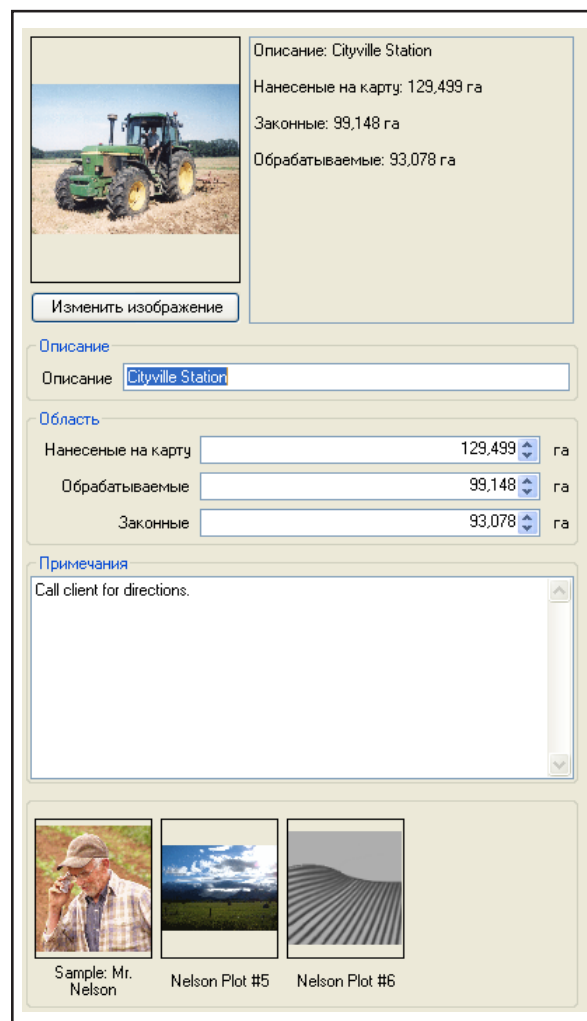 Описание: Cityville Station
Нанесеные на карту: 129,499 га
Законные: 99,148 га
Обрабатываемые: 93,078 га
Изменить изображение
Описание
Описание Cityville Station
Область
Нанесеные на карту 129,499 га
Обрабатываемые 99,148 га
Законные 93,078 га
Примечания
Call client for directions.
Sample: Mr.
Nelson
Nelson Plot #5
Nelson Plot #6